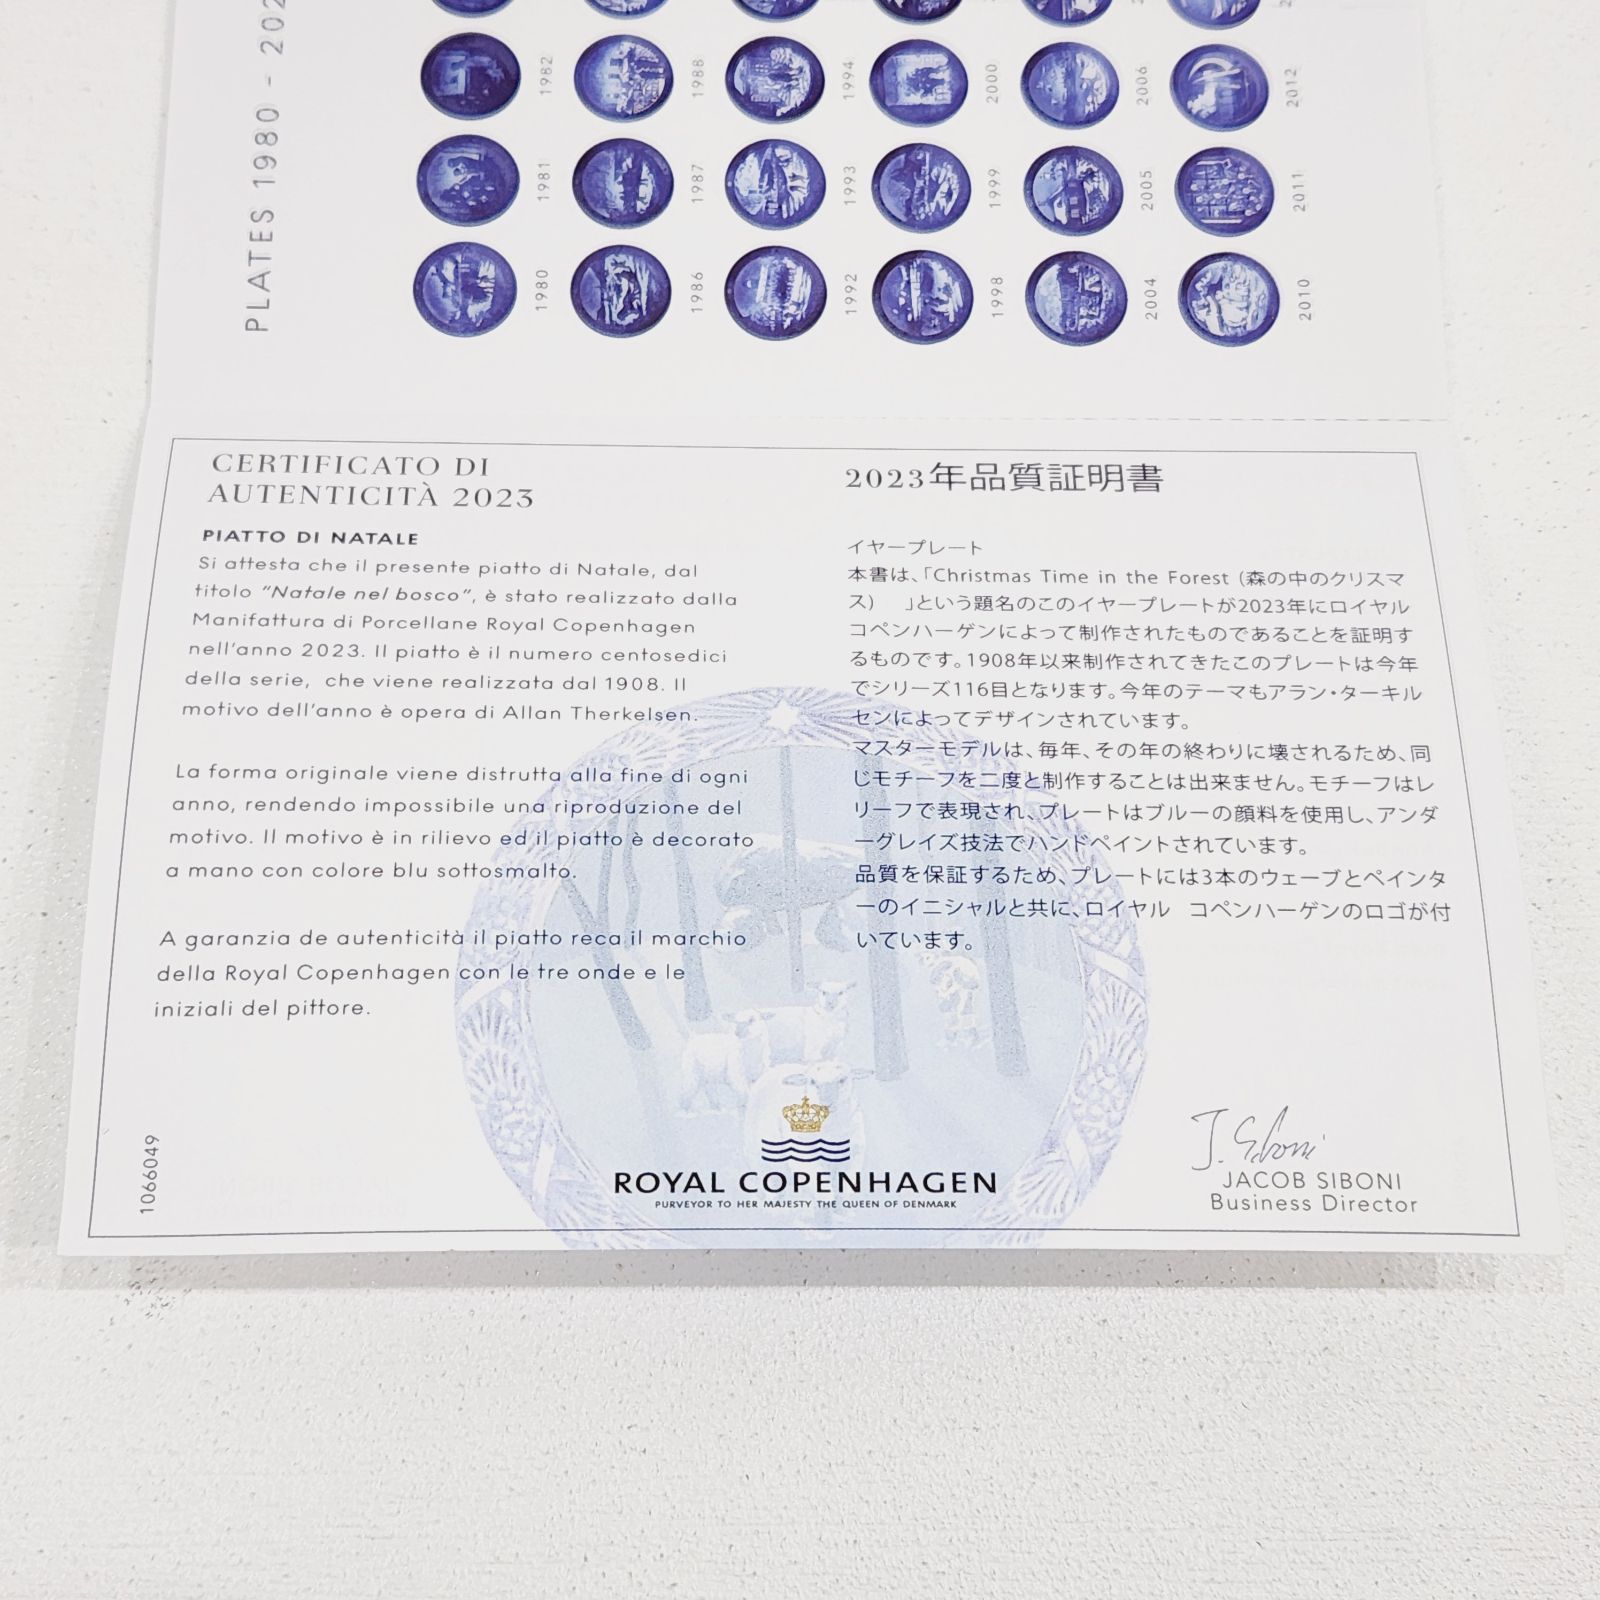 PLATES 1980 - 202
1982 1988 1994 2000 2006 2012
1981 1987 1993 1999 2005 2011
1980 1986 1992 1998 2004 2010
CERTIFICATO DI
AUTENTICITÀ 2023
PIATTO DI NATALE
Si attesta che il presente piatto di Natale, dal
titolo "Natale nel bosco", è stato realizzato dalla
Manifattura di Porcellane Royal Copenhagen
nell'anno 2023. Il piatto è il numero centosedici
della serie, che viene realizzata dal 1908. Il
motivo dell'anno è opera di Allan Therkelsen.
La forma originale viene distrutta alla fine di ogni
anno, rendendo impossibile una riproduzione del
motivo. Il motivo è in rilievo ed il piatto è decorato
a mano con colore blu sottosmalto.
A garanzia de autenticità il piatto reca il marchio
della Royal Copenhagen con le tre onde e le
iniziali del pittore.
1066049
2023年品質証明書
イヤープレート
本書は、「Christmas Time in the Forest (森の中のクリスマ
ス) 」という題名のこのイヤープレートが2023年にロイヤル
コペンハーゲンによって制作されたものであることを証明す
るものです。1908年以来制作されてきたこのプレートは今年
でシリーズ116目となります。今年のテーマもアラン・ターキル
センによってデザインされています。
マスターモデルは、毎年、その年の終わりに壊されるため、同
じモチーフを二度と制作することは出来ません。モチーフはレ
リーフで表現され、プレートはブルーの顔料を使用し、アンダ
ーグレイズ技法でハンドペイントされています。
品質を保証するため、プレートには3本のウェーブとペインタ
ーのイニシャルと共に、ロイヤル コペンハーゲンのロゴが付
いています。
ROYAL COPENHAGEN
PURVEYOR TO HER MAJESTY THE QUEEN OF DENMARK
J. Siboni
JACOB SIBONI
Business Director